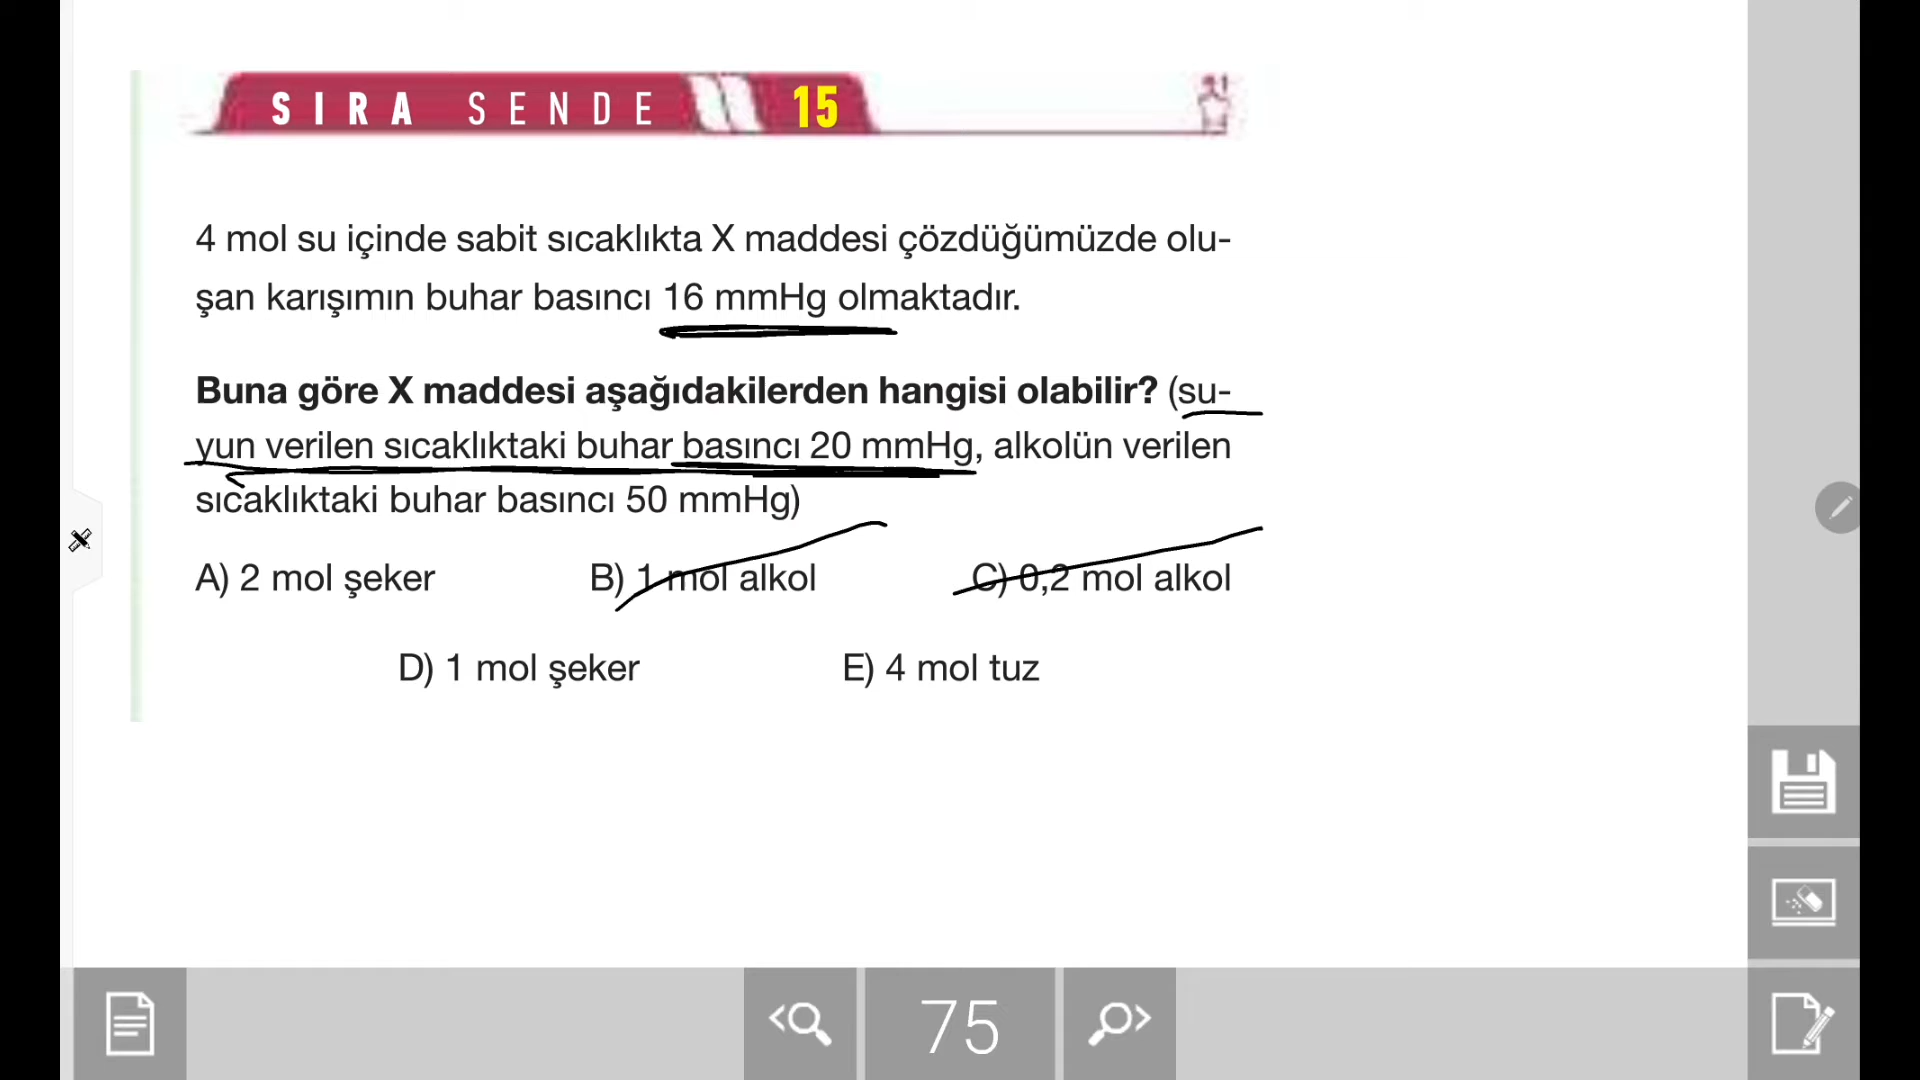 SIRA SENDE 15
4 mol su içinde sabit sıcaklıkta X maddesi çözdüğümüzde olu-
şan karışımın buhar basıncı 16 mmHg olmaktadır.
Buna göre X maddesi aşağıdakilerden hangisi olabilir? (su-
yun verilen sıcaklıktaki buhar basıncı 20 mmHg, alkolün verilen
sıcaklıktaki buhar basıncı 50 mmHg)
A) 2 mol şeker B) 1 mol alkol C) 0,2 mol alkol
D) 1 mol şeker E) 4 mol tuz
75